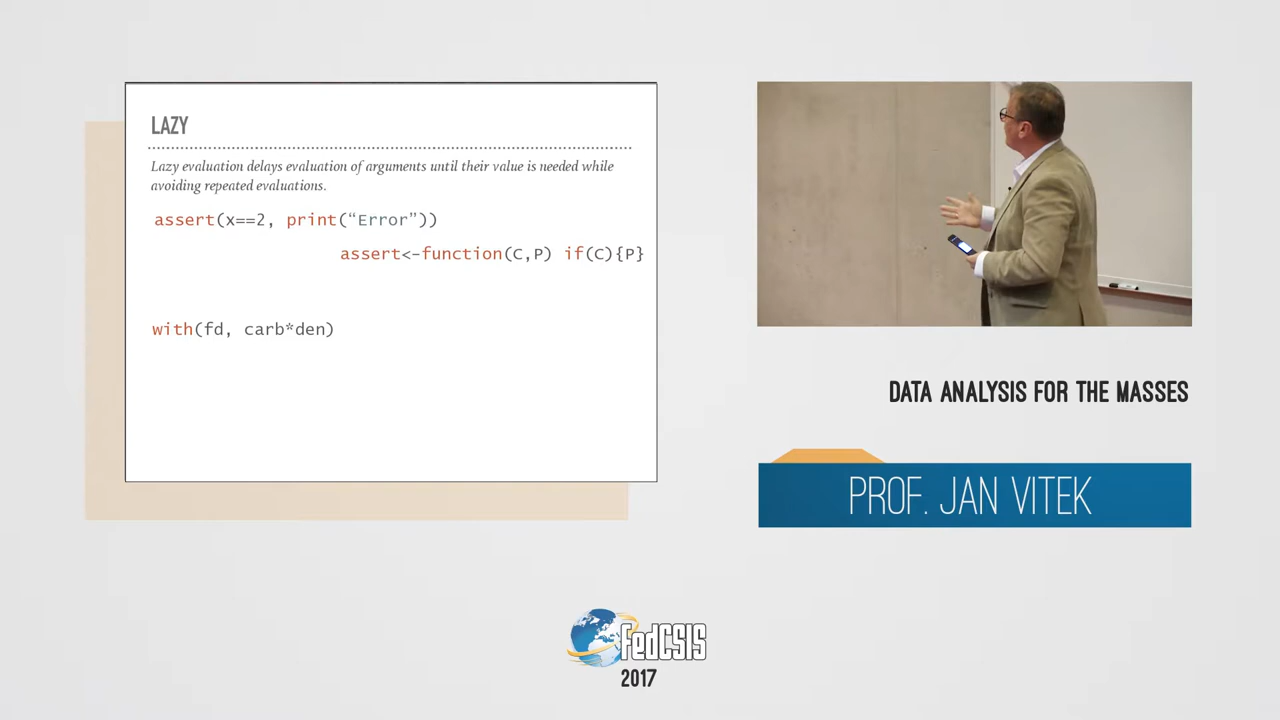 LAZY
Lazy evaluation delays evaluation of arguments until their value is needed while
avoiding repeated evaluations.
assert(x==2, print(“Error”))
assert<-function(C,P) if(C){P}
with(fd, carb*den)
DATA ANALYSIS FOR THE MASSES
PROF. JAN VITEK
FedCSIS
2017